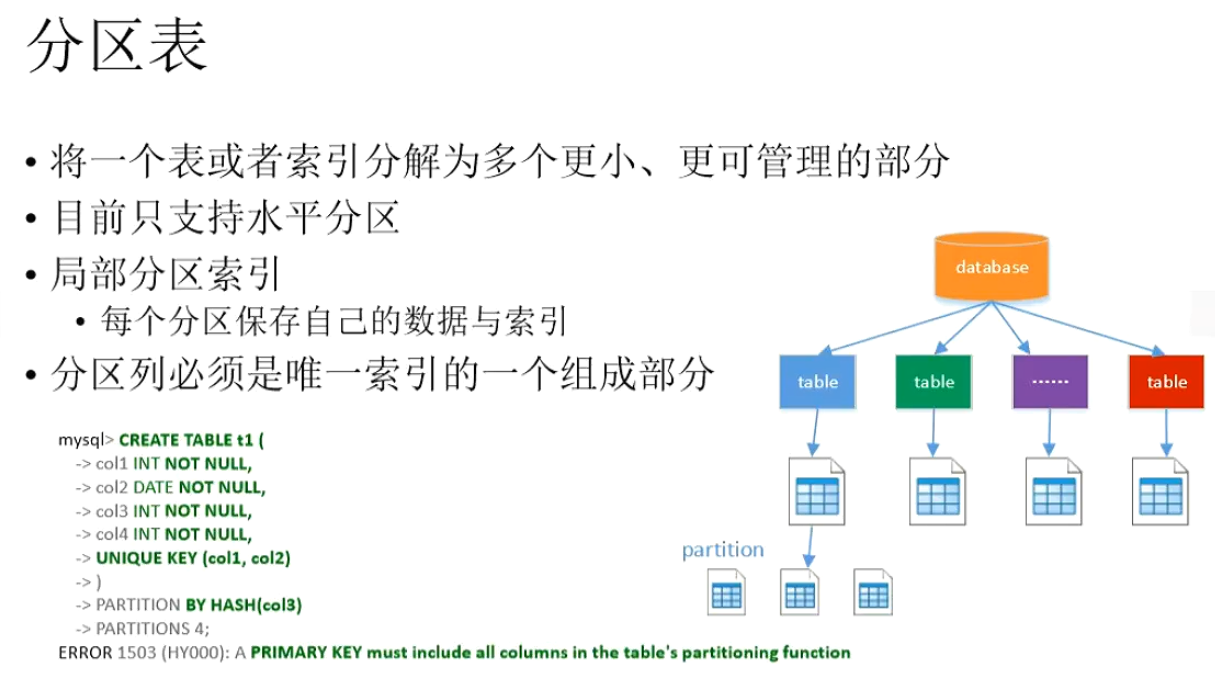 分区表
• 将一个表或者索引分解为多个更小、更可管理的部分
• 目前只支持水平分区
• 局部分区索引
• 每个分区保存自己的数据与索引
• 分区列必须是唯一索引的一个组成部分
mysql> CREATE TABLE t1 (
-> col1 INT NOT NULL,
-> col2 DATE NOT NULL,
-> col3 INT NOT NULL,
-> col4 INT NOT NULL,
-> UNIQUE KEY (col1, col2)
-> )
-> PARTITION BY HASH(col3)
-> PARTITIONS 4;
ERROR 1503 (HY000): A PRIMARY KEY must include all columns in the table's partitioning function
database
table
table
······
table
partition